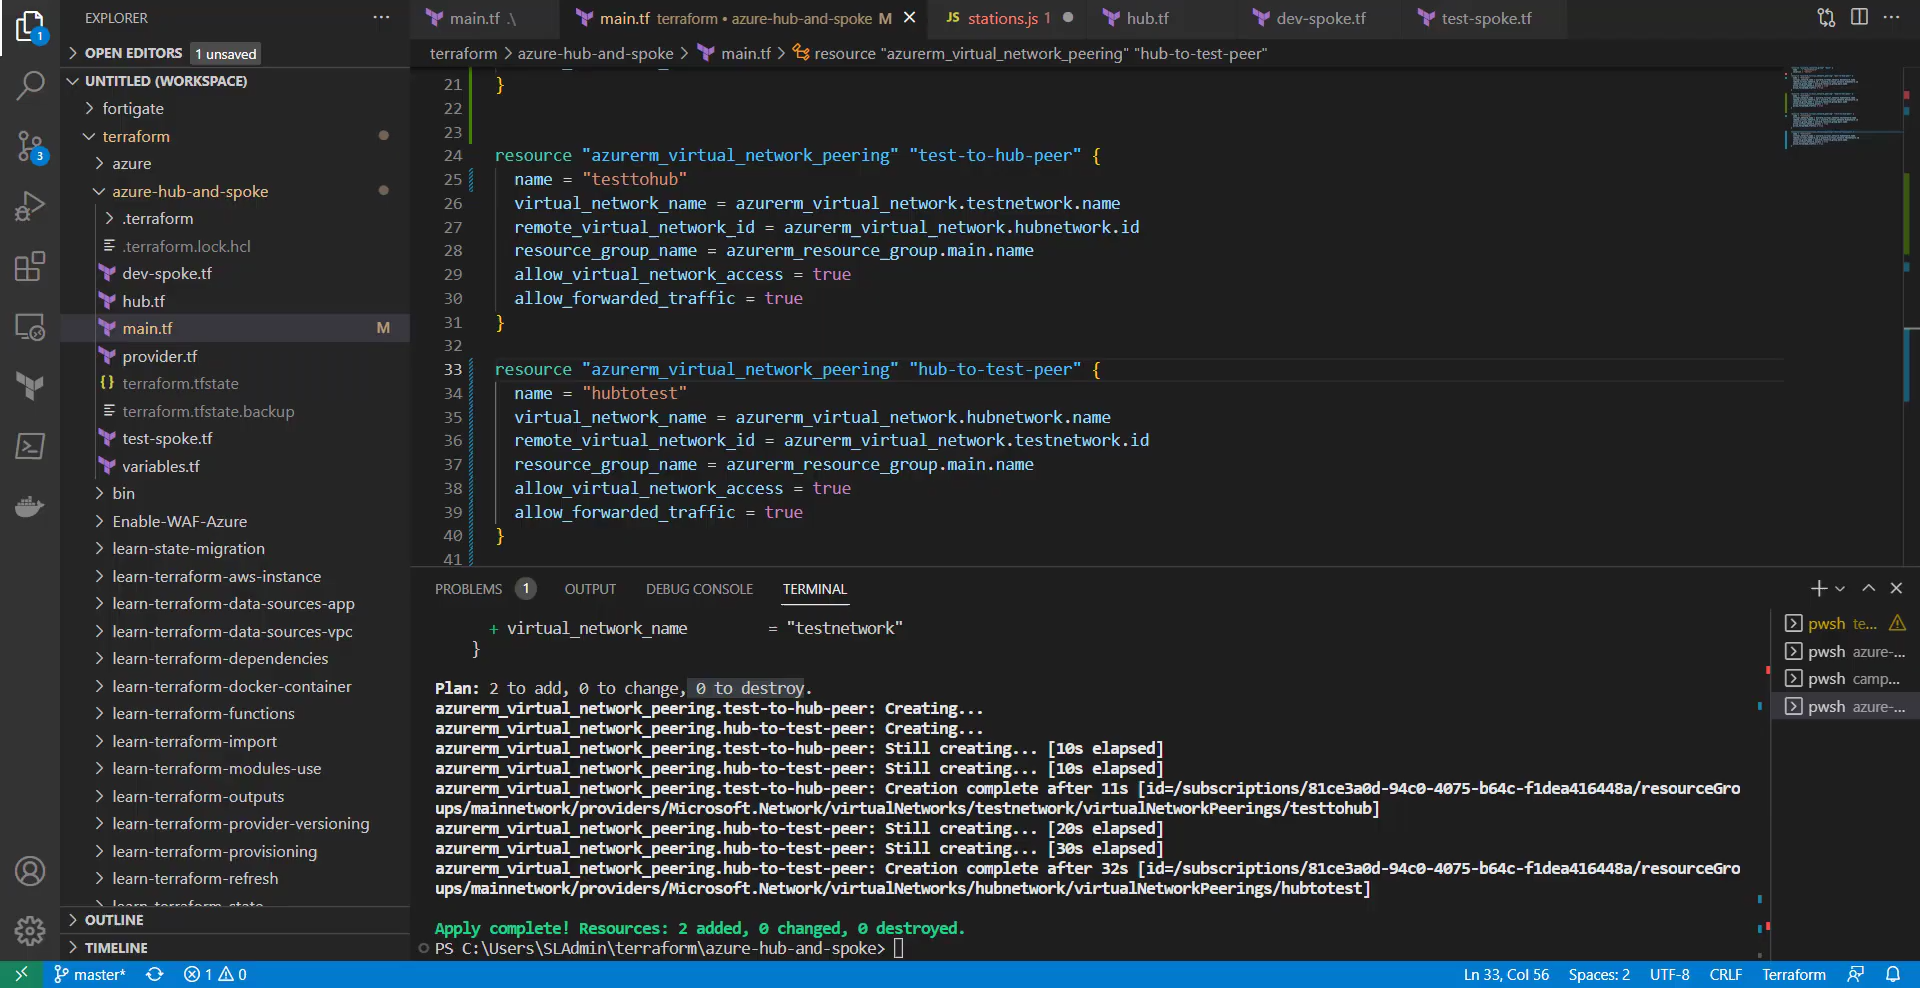 EXPLORER
OPEN EDITORS 1 unsaved
UNTITLED (WORKSPACE)
fortigate
terraform
azure
azure-hub-and-spoke
.terraform
.terraform.lock.hcl
dev-spoke.tf
hub.tf
main.tf M
provider.tf
terraform.tfstate
terraform.tfstate.backup
test-spoke.tf
variables.tf
bin
Enable-WAF-Azure
learn-state-migration
learn-terraform-aws-instance
learn-terraform-data-sources-app
learn-terraform-data-sources-vpc
learn-terraform-dependencies
learn-terraform-docker-container
learn-terraform-functions
learn-terraform-import
learn-terraform-modules-use
learn-terraform-outputs
learn-terraform-provider-versioning
learn-terraform-provisioning
learn-terraform-refresh
learn-terraform-state
OUTLINE
TIMELINE
1
3
main.tf .\ main.tf terraform • azure-hub-and-spoke M JS stations.js 1 hub.tf dev-spoke.tf test-spoke.tf
terraform > azure-hub-and-spoke > main.tf > resource "azurerm_virtual_network_peering" "hub-to-test-peer"
21 }
22
23
24 resource "azurerm_virtual_network_peering" "test-to-hub-peer" {
25 name = "testtohub"
26 virtual_network_name = azurerm_virtual_network.testnetwork.name
27 remote_virtual_network_id = azurerm_virtual_network.hubnetwork.id
28 resource_group_name = azurerm_resource_group.main.name
29 allow_virtual_network_access = true
30 allow_forwarded_traffic = true
31 }
32
33 resource "azurerm_virtual_network_peering" "hub-to-test-peer" {
34 name = "hubtotest"
35 virtual_network_name = azurerm_virtual_network.hubnetwork.name
36 remote_virtual_network_id = azurerm_virtual_network.testnetwork.id
37 resource_group_name = azurerm_resource_group.main.name
38 allow_virtual_network_access = true
39 allow_forwarded_traffic = true
40 }
41
PROBLEMS 1 OUTPUT DEBUG CONSOLE TERMINAL
+ virtual_network_name = "testnetwork"
}
Plan: 2 to add, 0 to change, 0 to destroy.
azurerm_virtual_network_peering.test-to-hub-peer: Creating...
azurerm_virtual_network_peering.hub-to-test-peer: Creating...
azurerm_virtual_network_peering.test-to-hub-peer: Still creating... [10s elapsed]
azurerm_virtual_network_peering.hub-to-test-peer: Still creating... [10s elapsed]
azurerm_virtual_network_peering.test-to-hub-peer: Creation complete after 11s [id=/subscriptions/81ce3a0d-94c0-4075-b64c-f1dea416448a/resourceGro
ups/mainnetwork/providers/Microsoft.Network/virtualNetworks/testnetwork/virtualNetworkPeerings/testtohub]
azurerm_virtual_network_peering.hub-to-test-peer: Still creating... [20s elapsed]
azurerm_virtual_network_peering.hub-to-test-peer: Still creating... [30s elapsed]
azurerm_virtual_network_peering.hub-to-test-peer: Creation complete after 32s [id=/subscriptions/81ce3a0d-94c0-4075-b64c-f1dea416448a/resourceGro
ups/mainnetwork/providers/Microsoft.Network/virtualNetworks/hubnetwork/virtualNetworkPeerings/hubtotest]
Apply complete! Resources: 2 added, 0 changed, 0 destroyed.
PS C:\Users\SLAdmin\terraform\azure-hub-and-spoke>
pwsh te...
pwsh azure-...
pwsh camp...
pwsh azure-...
master* 1 0 Ln 33, Col 56 Spaces: 2 UTF-8 CRLF Terraform